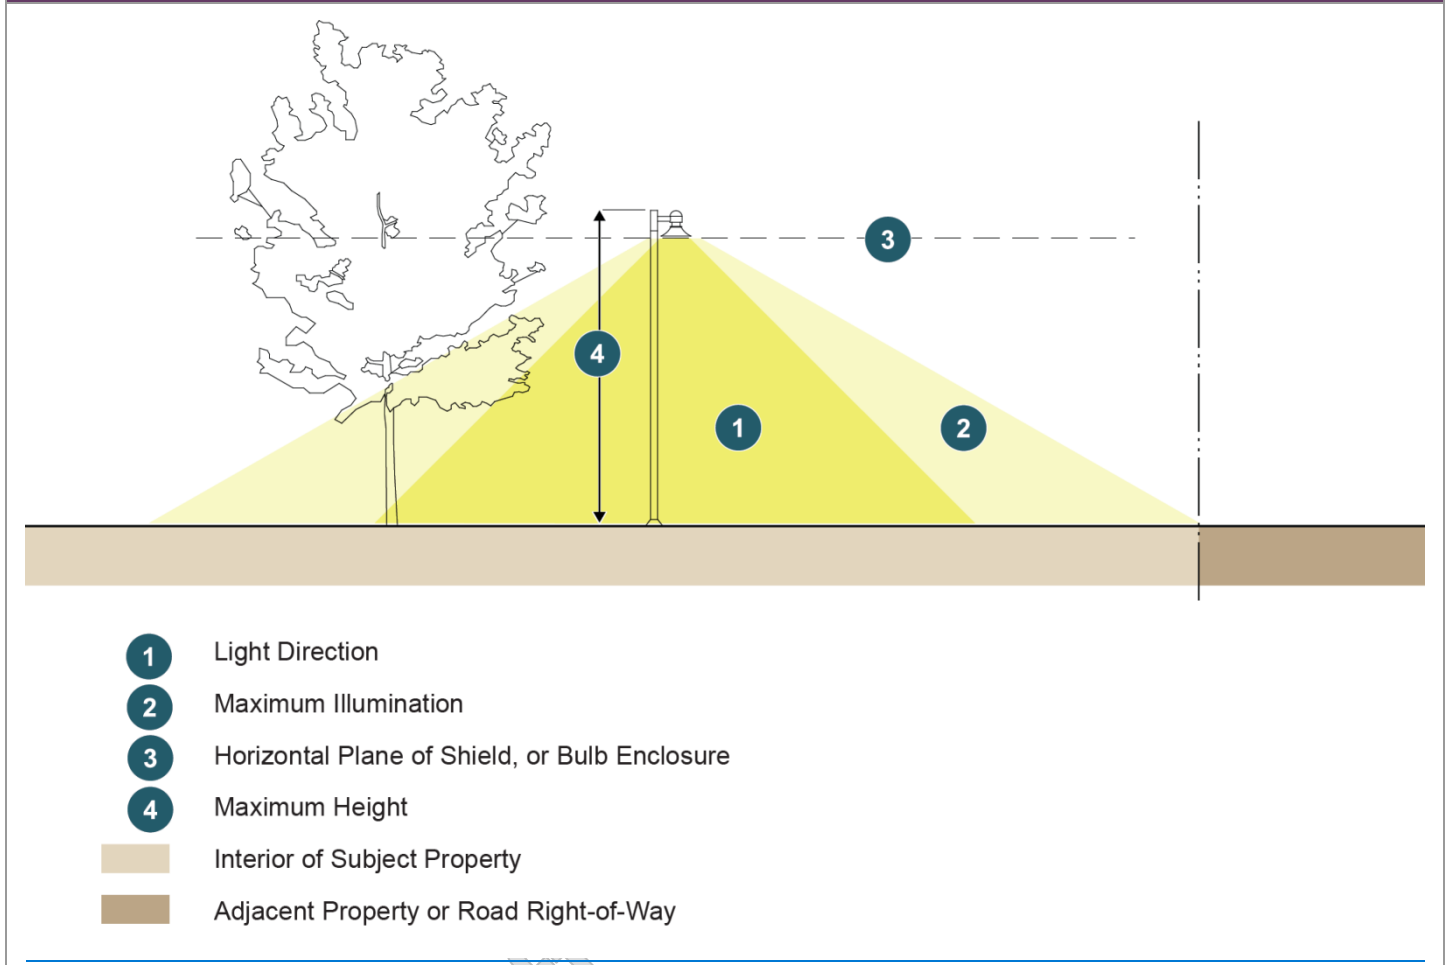 3
4
1
2
1 Light Direction
2 Maximum Illumination
3 Horizontal Plane of Shield, or Bulb Enclosure
4 Maximum Height
Interior of Subject Property
Adjacent Property or Road Right-of-Way